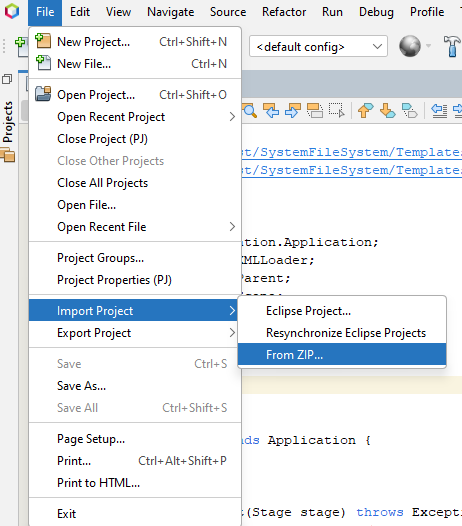 File Edit View Navigate Source Refactor Run Debug Profile
New Project... Ctrl+Shift+N
<default config>
New File... Ctrl+N
Open Project... Ctrl+Shift+O
Open Recent Project
Close Project (PJ)
Close Other Projects
Close All Projects
Open File...
Open Recent File
Project Groups...
Project Properties (PJ)
Import Project
Export Project
Save Ctrl+S
Save As...
Save All Ctrl+Shift+S
Page Setup...
Print... Ctrl+Alt+Shift+P
Print to HTML...
Exit
Eclipse Project...
Resynchronize Eclipse Projects
From ZIP...
Projects
st/SystemFileSystem/Template
st/SystemFileSystem/Template
ation.Application;
XMLLoader;
Parent;
nds Application {
t(Stage stage) throws Excep